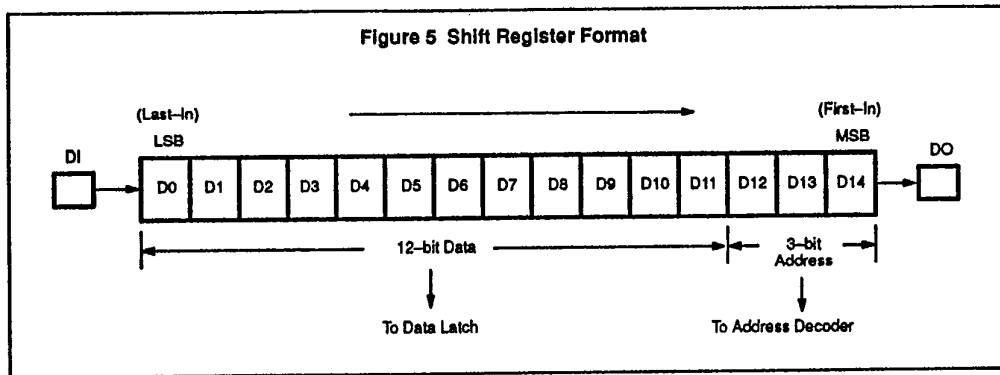 Figure 5 Shift Register Format
(Last–In)
(First–In)
LSB
MSB
DI
DO
D0 D1 D2 D3 D4 D5 D6 D7 D8 D9 D10 D11 D12 D13 D14
12–bit Data
3–bit
Address
To Data Latch
To Address Decoder